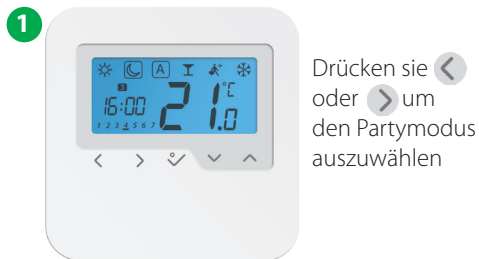 1
A
3
16:00
21.0 °C
1 2 3 4 5 6 7
Drücken sie <
oder > um
den Partymodus
auszuwählen